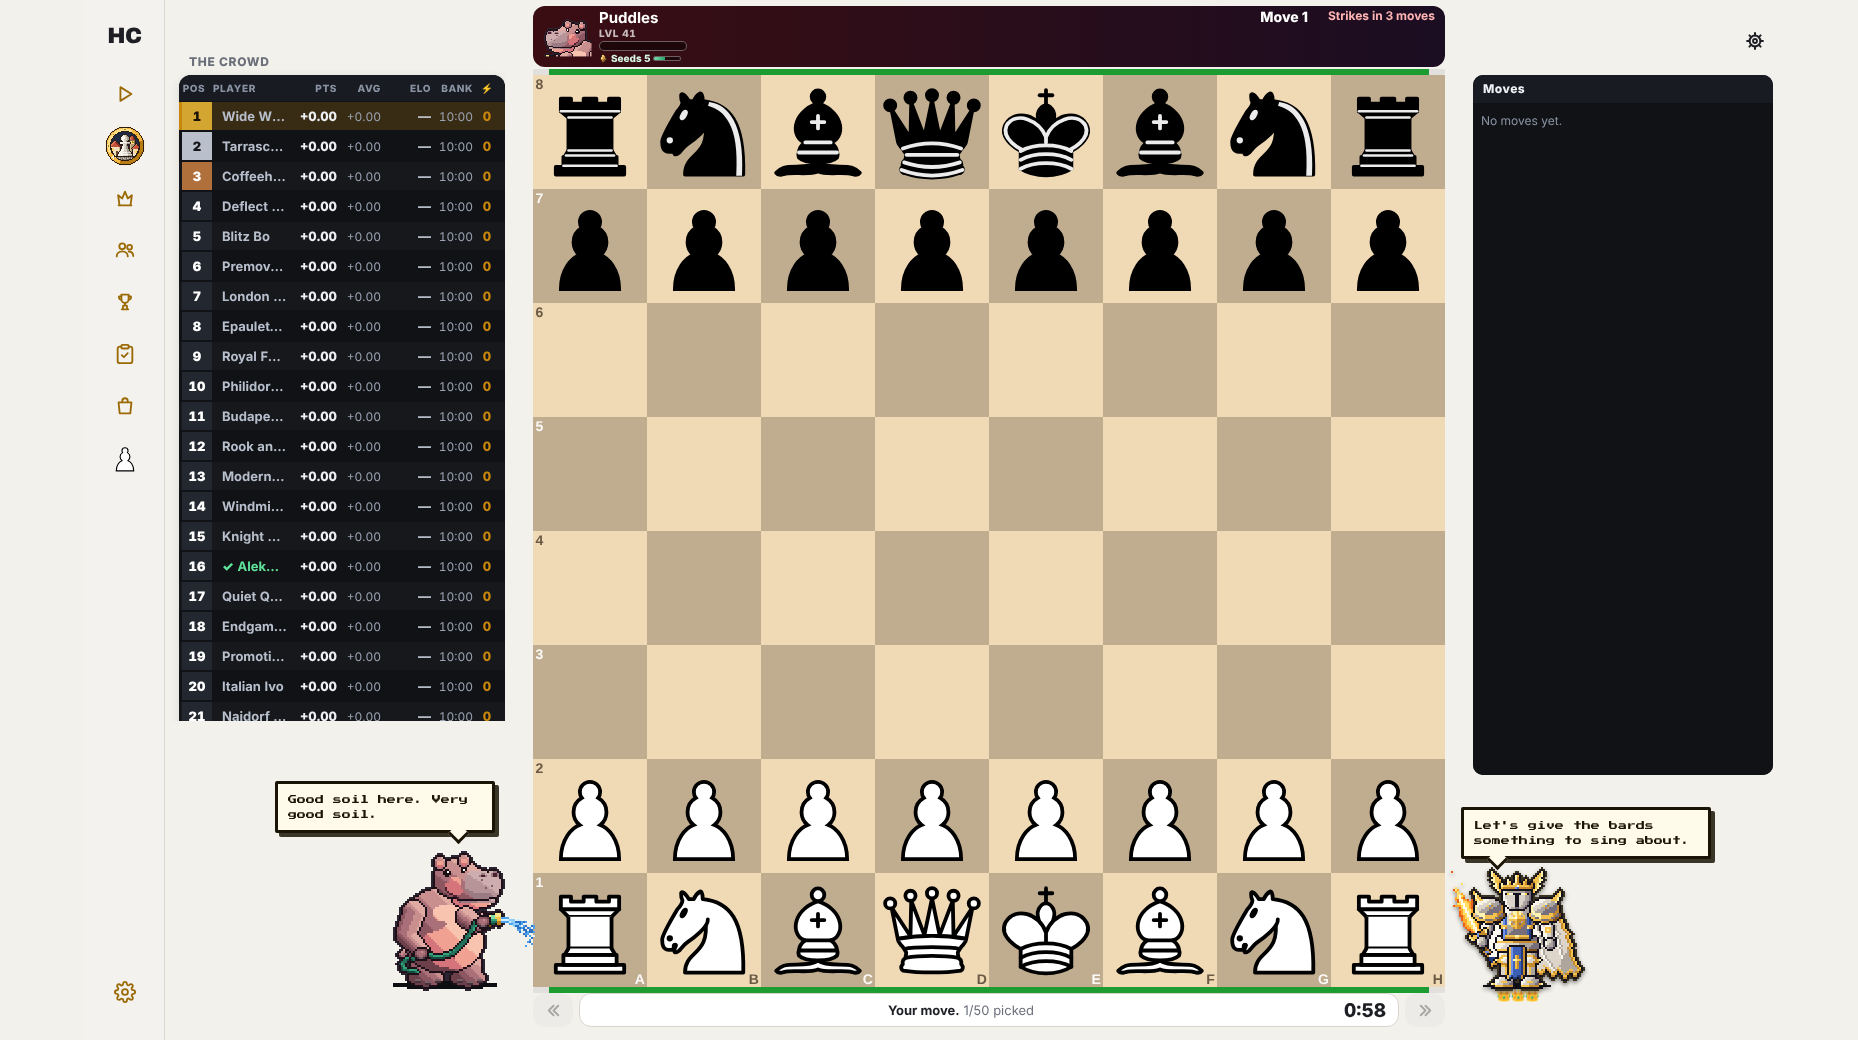 HC
THE CROWD
POS PLAYER PTS AVG ELO BANK
1 Wide W... +0.00 +0.00 — 10:00 0
2 Tarrasc... +0.00 +0.00 — 10:00 0
3 Coffeeh... +0.00 +0.00 — 10:00 0
4 Deflect ... +0.00 +0.00 — 10:00 0
5 Blitz Bo +0.00 +0.00 — 10:00 0
6 Premov... +0.00 +0.00 — 10:00 0
7 London ... +0.00 +0.00 — 10:00 0
8 Epaulet... +0.00 +0.00 — 10:00 0
9 Royal F... +0.00 +0.00 — 10:00 0
10 Philidor... +0.00 +0.00 — 10:00 0
11 Budape... +0.00 +0.00 — 10:00 0
12 Rook an... +0.00 +0.00 — 10:00 0
13 Modern... +0.00 +0.00 — 10:00 0
14 Windmi... +0.00 +0.00 — 10:00 0
15 Knight ... +0.00 +0.00 — 10:00 0
16 ✓ Alek... +0.00 +0.00 — 10:00 0
17 Quiet Q... +0.00 +0.00 — 10:00 0
18 Endgam... +0.00 +0.00 — 10:00 0
19 Promoti... +0.00 +0.00 — 10:00 0
20 Italian Ivo +0.00 +0.00 — 10:00 0
21 Najdorf ... +0.00 +0.00 — 10:00 0
Good soil here. Very
good soil.
Puddles
LVL 41
Seeds 5
Move 1 Strikes in 3 moves
8
7
6
5
4
3
2
1
A B C D E F G H
Your move. 1/50 picked 0:58
Moves
No moves yet.
Let's give the bards
something to sing about.